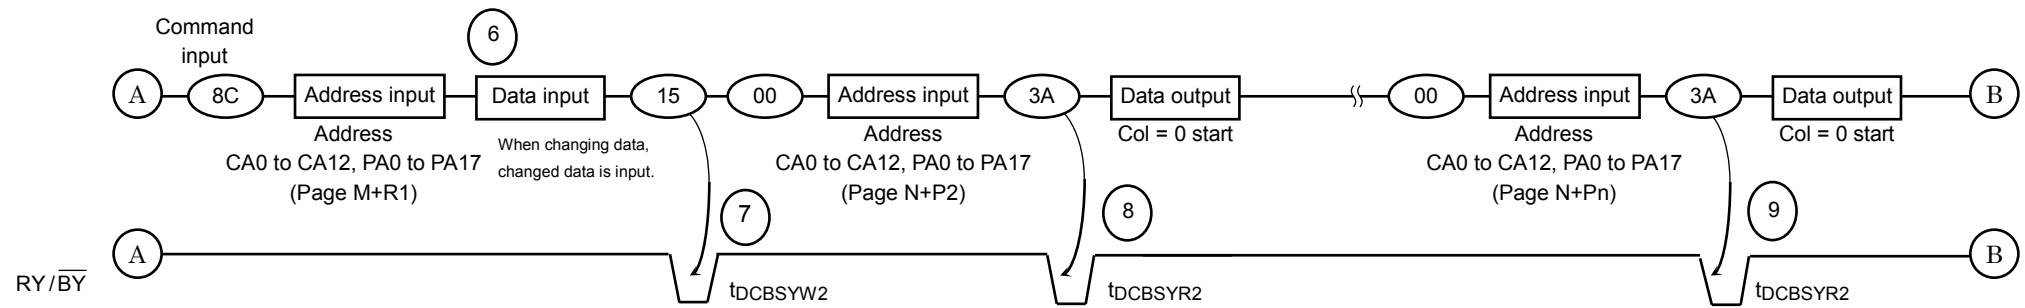 Command
input
6
A 8C Address input Data input 15 00 Address input 3A Data output 00 Address input 3A Data output B
Address
CA0 to CA12, PA0 to PA17
(Page M+R1)
When changing data,
changed data is input.
Address
CA0 to CA12, PA0 to PA17
(Page N+P2)
Col = 0 start
Address
CA0 to CA12, PA0 to PA17
(Page N+Pn)
Col = 0 start
7
8
9
A B
RY/BY
tDCBSYW2
tDCBSYR2
tDCBSYR2